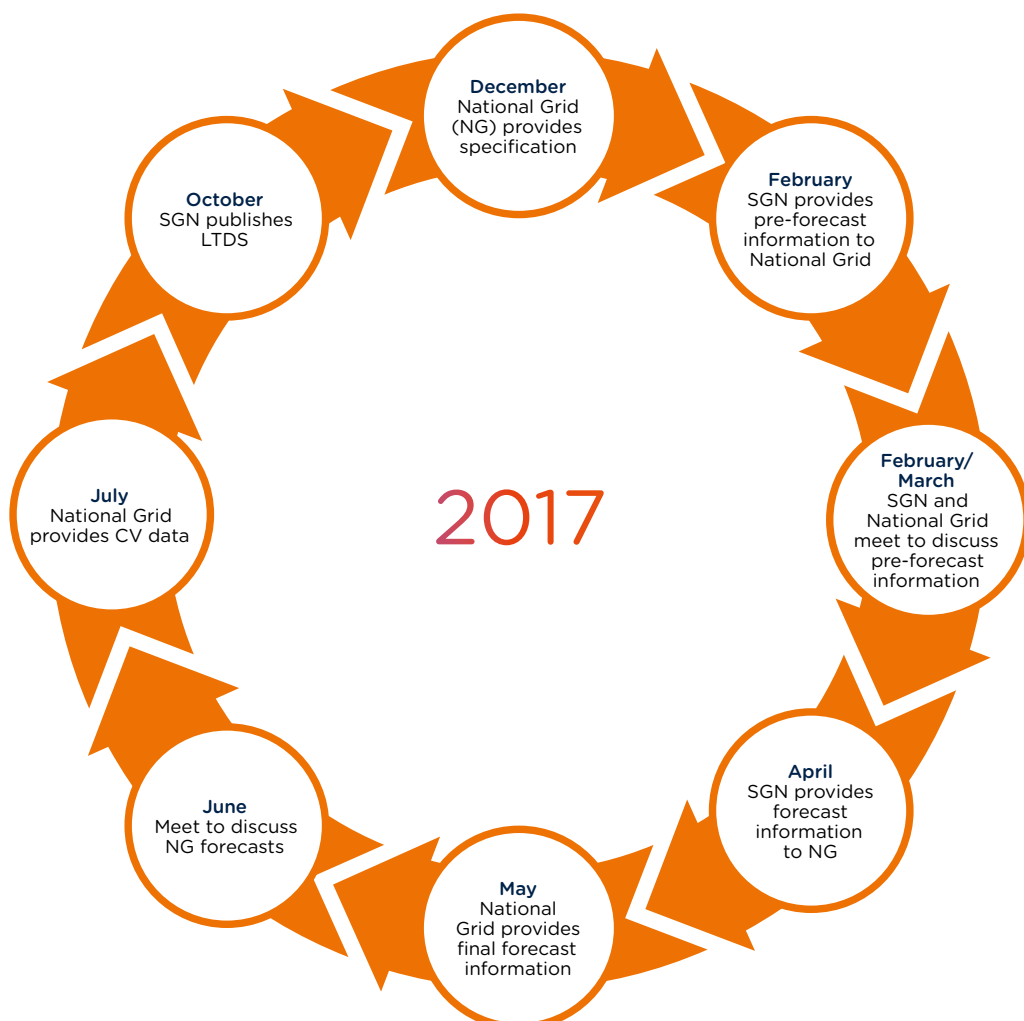 December
National Grid
(NG) provides
specification
February
SGN provides
pre-forecast
information to
National Grid
February/
March
SGN and
National Grid
meet to discuss
pre-forecast
information
April
SGN provides
forecast
information
to NG
May
National
Grid provides
final forecast
information
June
Meet to discuss
NG forecasts
July
National Grid
provides CV data
October
SGN publishes
LTDS
2017